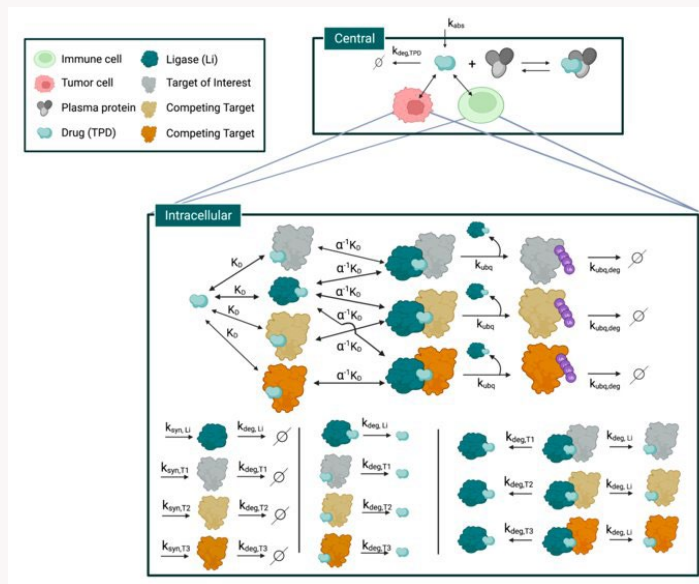 Central
k_abs
k_deg,TPD
∅
+
Immune cell
Ligase (Li)
Tumor cell
Target of Interest
Plasma protein
Competing Target
Drug (TPD)
Competing Target
Intracellular
K_D
α⁻¹K_D
k_ubq
k_ubq,deg
∅
K_D
α⁻¹K_D
α⁻¹K_D
K_D
α⁻¹K_D
α⁻¹K_D
k_ubq
k_ubq,deg
∅
K_D
α⁻¹K_D
α⁻¹K_D
k_ubq
k_ubq,deg
∅
k_syn,Li k_deg,Li ∅
k_syn,T1 k_deg,T1 ∅
k_syn,T2 k_deg,T2 ∅
k_syn,T3 k_deg,T3 ∅
k_deg,Li
k_deg,T1
k_deg,T2
k_deg,T3
k_deg,T1 k_deg,Li
k_deg,T2 k_deg,Li
k_deg,T3 k_deg,Li